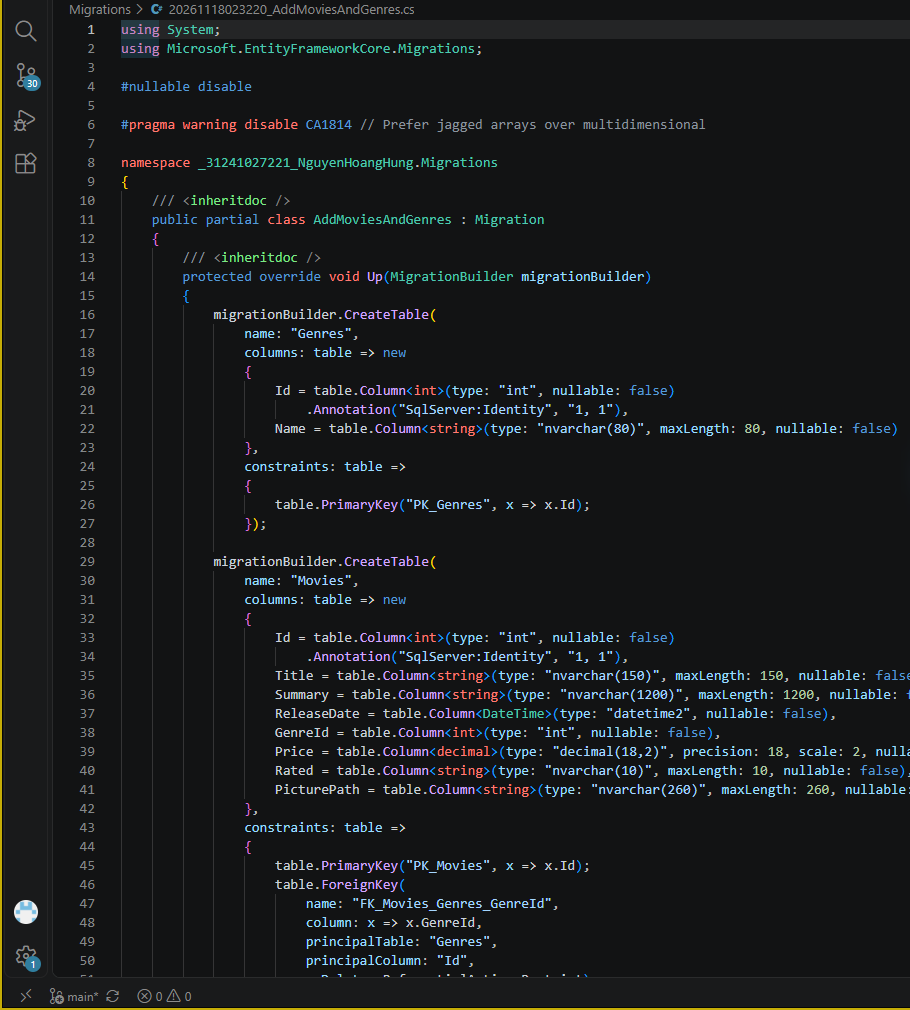 Migrations > C# 20261118023220_AddMoviesAndGenres.cs
1 using System;
2 using Microsoft.EntityFrameworkCore.Migrations;
3
4 #nullable disable
5
6 #pragma warning disable CA1814 // Prefer jagged arrays over multidimensional
7
8 namespace _31241027221_NguyenHoangHung.Migrations
9 {
10 /// <inheritdoc />
11 public partial class AddMoviesAndGenres : Migration
12 {
13 /// <inheritdoc />
14 protected override void Up(MigrationBuilder migrationBuilder)
15 {
16 migrationBuilder.CreateTable(
17 name: "Genres",
18 columns: table => new
19 {
20 Id = table.Column<int>(type: "int", nullable: false)
21 .Annotation("SqlServer:Identity", "1, 1"),
22 Name = table.Column<string>(type: "nvarchar(80)", maxLength: 80, nullable: false)
23 },
24 constraints: table =>
25 {
26 table.PrimaryKey("PK_Genres", x => x.Id);
27 });
28
29 migrationBuilder.CreateTable(
30 name: "Movies",
31 columns: table => new
32 {
33 Id = table.Column<int>(type: "int", nullable: false)
34 .Annotation("SqlServer:Identity", "1, 1"),
35 Title = table.Column<string>(type: "nvarchar(150)", maxLength: 150, nullable: false
36 Summary = table.Column<string>(type: "nvarchar(1200)", maxLength: 1200, nullable:
37 ReleaseDate = table.Column<DateTime>(type: "datetime2", nullable: false),
38 GenreId = table.Column<int>(type: "int", nullable: false),
39 Price = table.Column<decimal>(type: "decimal(18,2)", precision: 18, scale: 2, nulla
40 Rated = table.Column<string>(type: "nvarchar(10)", maxLength: 10, nullable: false),
41 PicturePath = table.Column<string>(type: "nvarchar(260)", maxLength: 260, nullable:
42 },
43 constraints: table =>
44 {
45 table.PrimaryKey("PK_Movies", x => x.Id);
46 table.ForeignKey(
47 name: "FK_Movies_Genres_GenreId",
48 column: x => x.GenreId,
49 principalTable: "Genres",
50 principalColumn: "Id",
30
1
main* 0 0